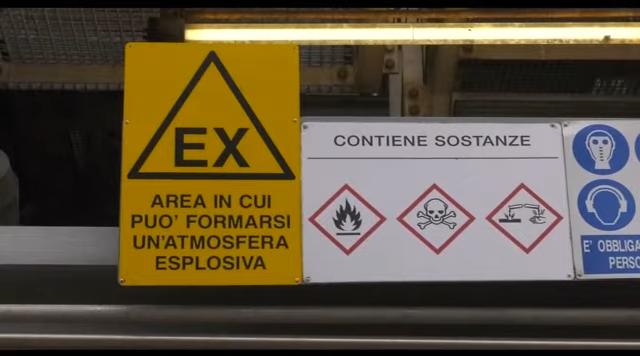 EX
AREA IN CUI
PUO' FORMARSI
UN'ATMOSFERA
ESPLOSIVA
CONTIENE SOSTANZE
E' OBBLIGA
PERSO